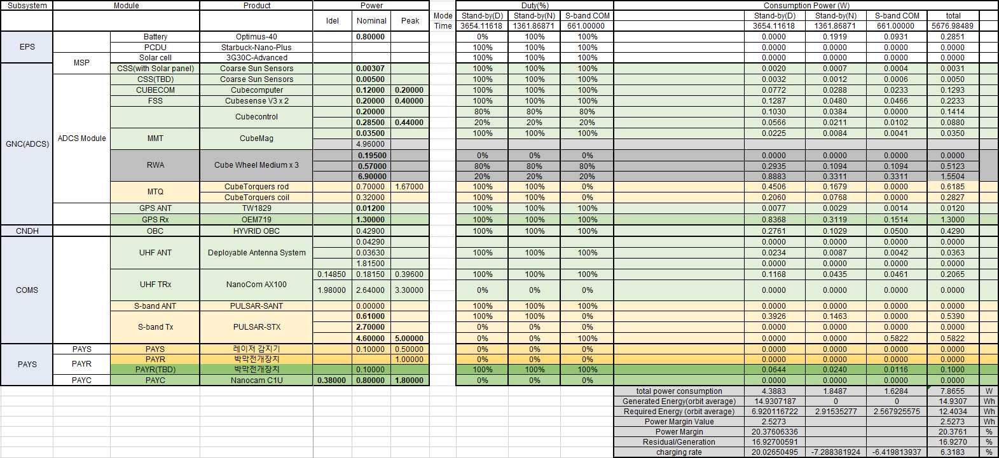 Subsystem Module Product Power Duty(%) Consumption Power (W)
Idel Nominal Peak Mode Stand-by(D) Stand-by(N) S-band COM Stand-by(D) Stand-by(N) S-band COM total
Time 3654.11618 1361.86871 661.00000 3654.11618 1361.86871 661.00000 5676.98489
EPS Battery Optimus-40 0.80000 0% 100% 100% 0.0000 0.1919 0.0931 0.2851
PCDU Starbuck-Nano-Plus 100% 100% 100% 0.0000 0.0000 0.0000 0.0000
MSP Solar cell 3G30C-Advanced 100% 100% 100% 0.0000 0.0000 0.0000 0.0000
GNC(ADCS) CSS(with Solar panel) Coarse Sun Sensors 0.00307 100% 100% 100% 0.0020 0.0007 0.0004 0.0031
ADCS Module CSS(TBD) Coarse Sun Sensors 0.00500 100% 100% 100% 0.0032 0.0012 0.0006 0.0050
CUBECOM Cubecomputer 0.12000 0.20000 100% 100% 100% 0.0772 0.0288 0.0233 0.1293
FSS Cubesense V3 x 2 0.20000 0.40000 100% 100% 100% 0.1287 0.0480 0.0466 0.2233
Cubecontrol 0.20000 80% 80% 80% 0.1030 0.0384 0.0000 0.1414
0.28500 0.44000 20% 20% 20% 0.0566 0.0211 0.0102 0.0880
MMT CubeMag 0.03500 100% 100% 100% 0.0225 0.0084 0.0041 0.0350
4.96000
RWA Cube Wheel Medium x 3 0.19500 0% 0% 0% 0.0000 0.0000 0.0000 0.0000
0.57000 80% 80% 80% 0.2935 0.1094 0.1094 0.5123
6.90000 20% 20% 20% 0.8883 0.3311 0.3311 1.5504
MTQ CubeTorquers rod 0.70000 1.67000 100% 100% 0% 0.4506 0.1679 0.0000 0.6185
CubeTorquers coil 0.32000 100% 100% 0% 0.2060 0.0768 0.0000 0.2827
GPS ANT TW1829 0.01200 100% 100% 100% 0.0077 0.0029 0.0014 0.0120
GPS Rx OEM719 1.30000 100% 100% 100% 0.8368 0.3119 0.1514 1.3000
CNDH OBC HYVRID OBC 0.42900 100% 100% 100% 0.2761 0.1029 0.0500 0.4290
COMS UHF ANT Deployable Antenna System 0.04290 0.0000 0.0000 0.0000 0.0000
0.03630 100% 100% 100% 0.0234 0.0087 0.0042 0.0363
1.81500 0.0000 0.0000 0.0000 0.0000
UHF TRx NanoCom AX100 0.14850 0.18150 0.39600 100% 100% 100% 0.1168 0.0435 0.0461 0.2065
1.98000 2.64000 3.30000 0% 0% 0% 0.0000 0.0000 0.0000 0.0000
S-band ANT PULSAR-SANT 0.00000 100% 100% 100% 0.0000 0.0000 0.0000 0.0000
S-band Tx PULSAR-STX 0.61000 100% 100% 0% 0.3926 0.1463 0.0000 0.5390
2.70000 0% 0% 0% 0.0000 0.0000 0.0000 0.0000
4.60000 5.00000 0% 0% 100% 0.0000 0.0000 0.5822 0.5822
PAYS PAYS PAYS 레이저 감지기 0.10000 0.50000 0% 0% 0% 0.0000 0.0000 0.0000 0.0000
PAYR PAYR 박막전개장치 1.00000 0% 0% 0% 0.0000 0.0000 0.0000 0.0000
PAYR(TBD) 박막전개장치 0.10000 100% 100% 100% 0.0644 0.0240 0.0116 0.1000
PAYC PAYC Nanocam C1U 0.38000 0.80000 1.80000 0% 0% 0% 0.0000 0.0000 0.0000 0.0000
total power consumption 4.3883 1.8487 1.6284 7.8655 W
Generated Energy(orbit average) 14.9307187 0 0 14.9307 Wh
Required Energy (orbit average) 6.920116722 2.91535277 2.567925575 12.4034 Wh
Power Margin Value 2.5273 2.5273 Wh
Power Margin 20.37606336 20.3761 %
Residual/Generation 16.92700591 16.9270 %
charging rate 20.02650495 -7.288381924 -6.419813937 6.3183 %